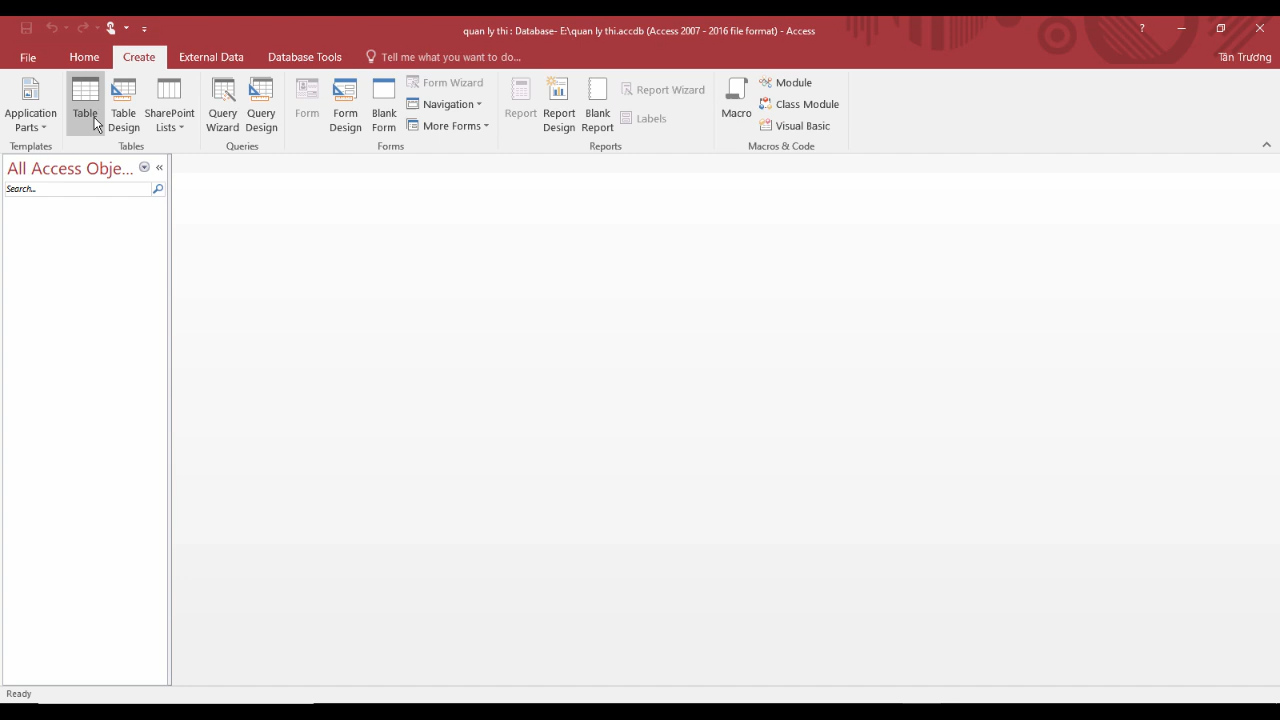 quan ly thi : Database- E:\quan ly thi.accdb (Access 2007 - 2016 file format) - Access
?
File Home Create External Data Database Tools Tell me what you want to do... Tân Trương
Application Parts
Table
Table Design
SharePoint Lists
Query Wizard
Query Design
Form
Form Design
Blank Form
Form Wizard
Navigation
More Forms
Report
Report Design
Blank Report
Report Wizard
Labels
Macro
Module
Class Module
Visual Basic
Templates Tables Queries Forms Reports Macros & Code
All Access Obje... «
Search...
Ready